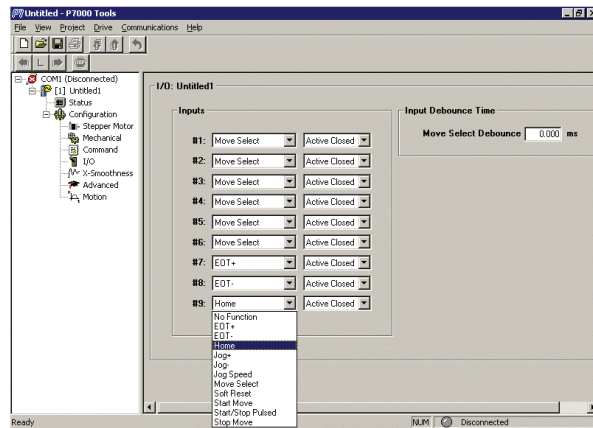 Untitled - P7000 Tools
File View Project Drive Communications Help
L
COM1 (Disconnected)
[1] Untitled1
Status
Configuration
Stepper Motor
Mechanical
Command
I/O
X-Smoothness
Advanced
Motion
I/O: Untitled1
Inputs
#1: Move Select Active Closed
#2: Move Select Active Closed
#3: Move Select Active Closed
#4: Move Select Active Closed
#5: Move Select Active Closed
#6: Move Select Active Closed
#7: EOT+ Active Closed
#8: EOT- Active Closed
#9: Home Active Closed
No Function
EOT+
EOT-
Home
Jog+
Jog-
Jog Speed
Move Select
Soft Reset
Start Move
Start/Stop Pulsed
Stop Move
Input Debounce Time
Move Select Debounce 0.000 ms
Ready
NUM Disconnected